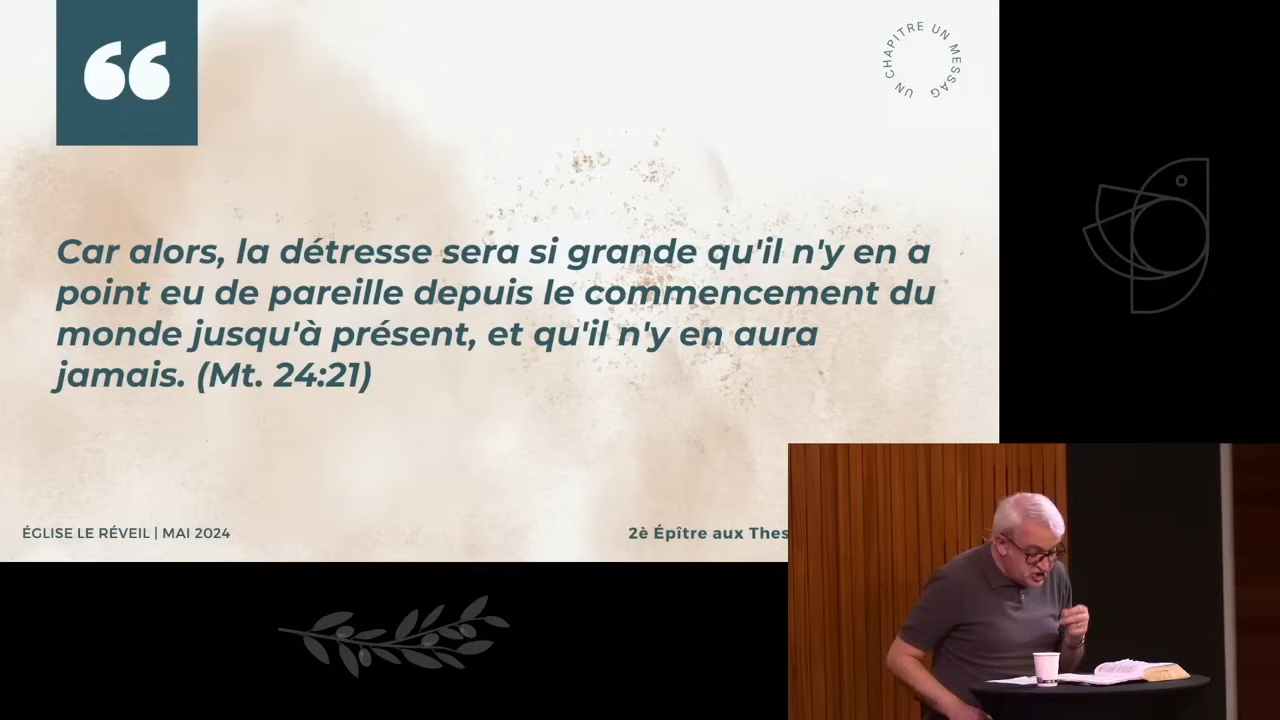 UN CHAPITRE UN MESSAG
Car alors, la détresse sera si grande qu'il n'y en a
point eu de pareille depuis le commencement du
monde jusqu'à présent, et qu'il n'y en aura
jamais. (Mt. 24:21)
ÉGLISE LE RÉVEIL | MAI 2024
2è Épître aux Thes